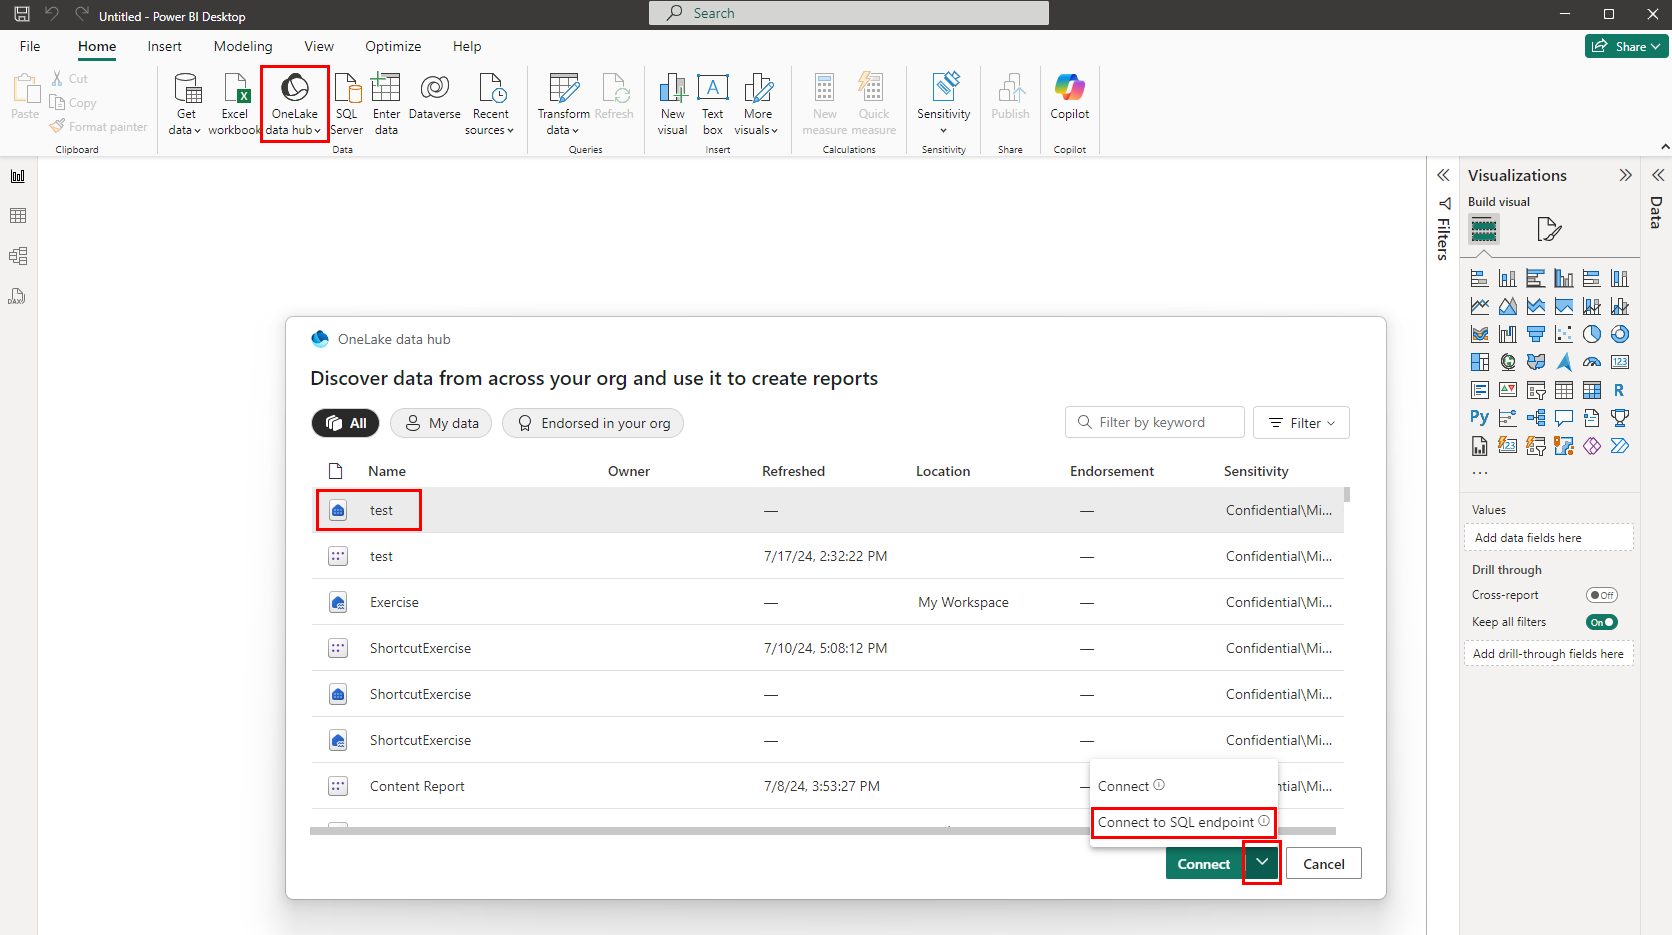 Untitled - Power BI Desktop
Search
File Home Insert Modeling View Optimize Help
Share
Paste
Cut
Copy
Format painter
Clipboard
Get data
Excel workbook
OneLake data hub
SQL Server
Enter data
Dataverse
Recent sources
Data
Transform data
Refresh
Queries
New visual
Text box
More visuals
Insert
New measure
Quick measure
Calculations
Sensitivity
Sensitivity
Publish
Share
Copilot
Copilot
DAX
OneLake data hub
Discover data from across your org and use it to create reports
All
My data
Endorsed in your org
Filter by keyword
Filter
Name Owner Refreshed Location Endorsement Sensitivity
test — — Confidential\Mi...
test 7/17/24, 2:32:22 PM — Confidential\Mi...
Exercise — My Workspace — Confidential\Mi...
ShortcutExercise 7/10/24, 5:08:12 PM — Confidential\Mi...
ShortcutExercise — — Confidential\Mi...
ShortcutExercise — — Confidential\Mi...
Content Report 7/8/24, 3:53:27 PM — ntial\Mi...
Connect
Connect to SQL endpoint
Connect
Cancel
Filters
Visualizations
Build visual
123
R
Py
123
...
Values
Add data fields here
Drill through
Cross-report Off
Keep all filters On
Add drill-through fields here
Data